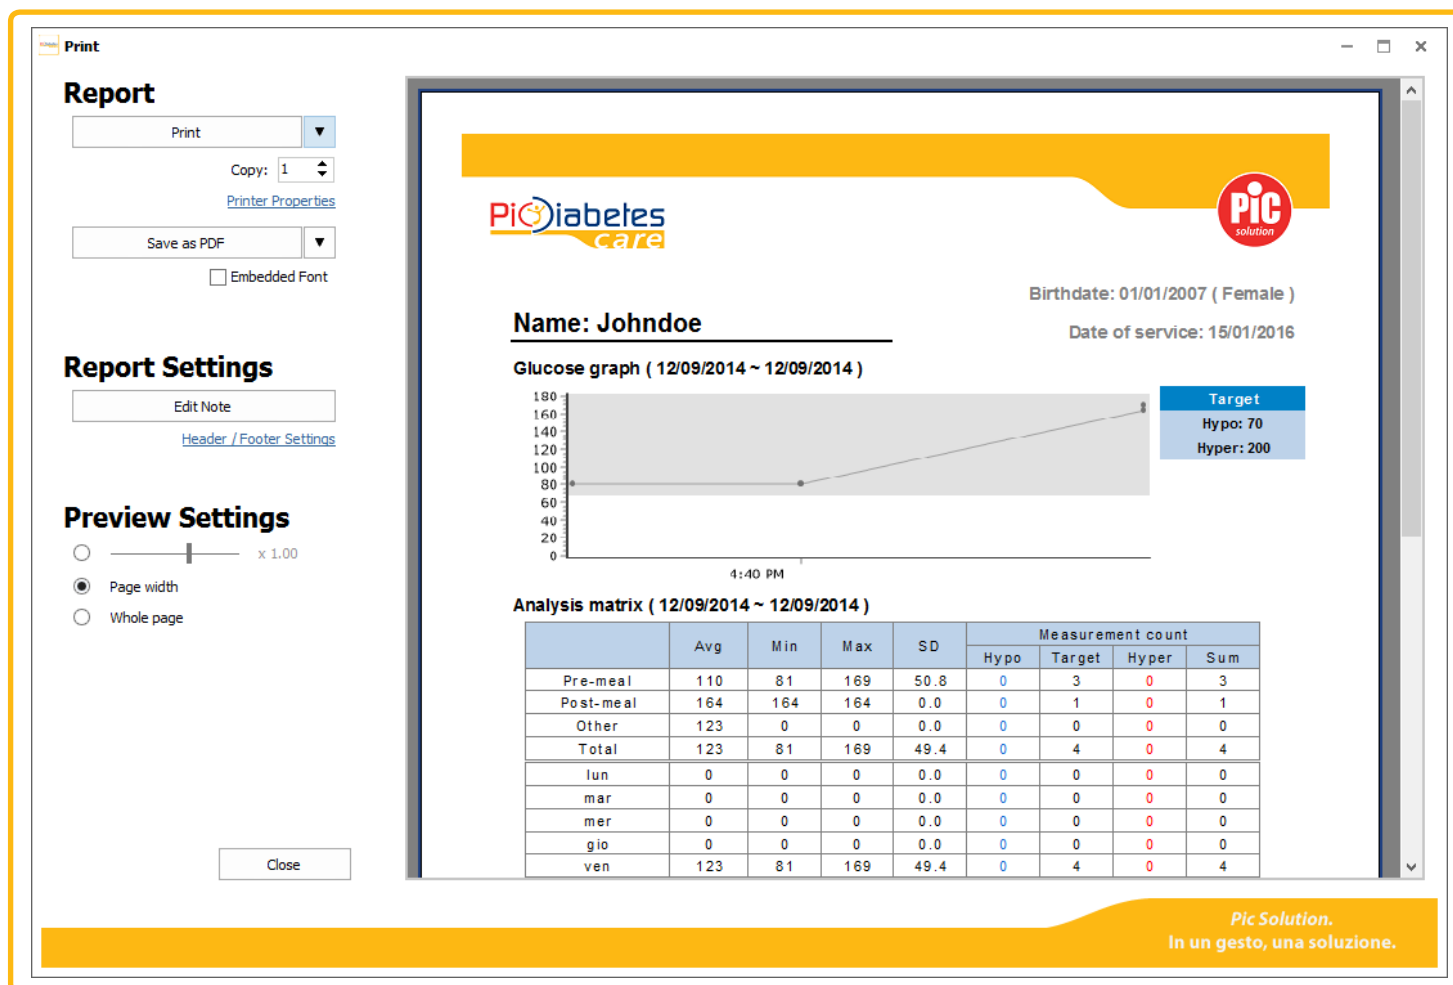 Print
Report
Print
Copy: 1
Printer Properties
Save as PDF
Embedded Font
Report Settings
Edit Note
Header / Footer Settings
Preview Settings
x 1.00
Page width
Whole page
Close
PiC Diabetes
care
PiC
solution
Birthdate: 01/01/2007 ( Female )
Name: Johndoe
Date of service: 15/01/2016
Glucose graph ( 12/09/2014 ~ 12/09/2014 )
180
160
140
120
100
80
60
40
20
0
4:40 PM
Target
Hypo: 70
Hyper: 200
Analysis matrix ( 12/09/2014 ~ 12/09/2014 )
Avg Min Max SD Measurement count
Hypo Target Hyper Sum
Pre-meal 110 81 169 50.8 0 3 0 3
Post-meal 164 164 164 0.0 0 1 0 1
Other 123 0 0 0.0 0 0 0 0
Total 123 81 169 49.4 0 4 0 4
lun 0 0 0 0.0 0 0 0 0
mar 0 0 0 0.0 0 0 0 0
mer 0 0 0 0.0 0 0 0 0
gio 0 0 0 0.0 0 0 0 0
ven 123 81 169 49.4 0 4 0 4
Pic Solution.
In un gesto, una soluzione.